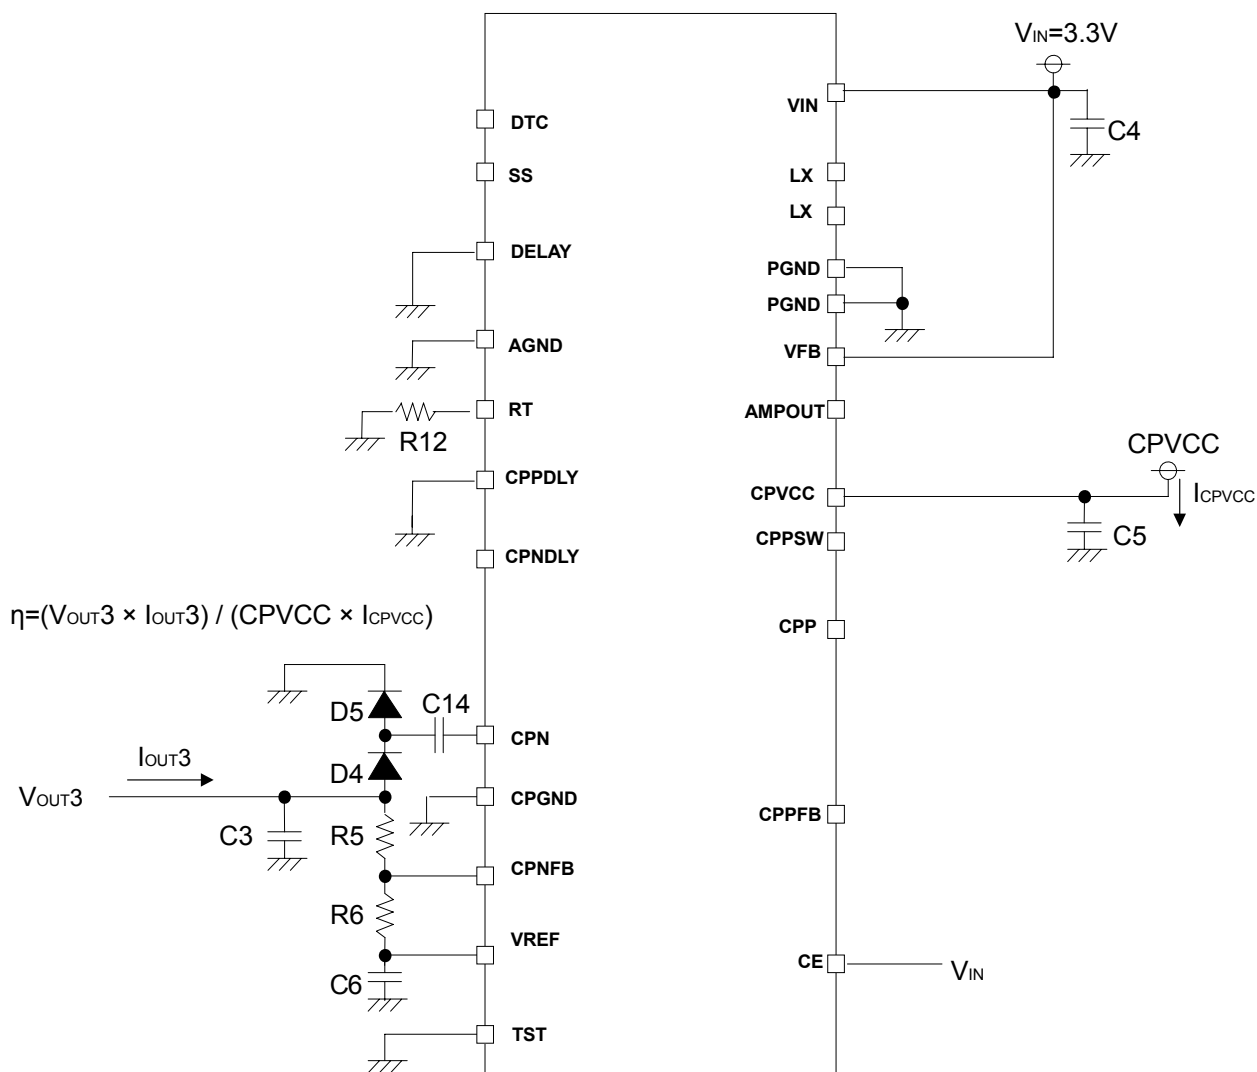 VIN=3.3V
VIN
C4
DTC
SS
LX
LX
DELAY
PGND
PGND
AGND
VFB
RT
R12
AMPOUT
CPVCC
CPPDLY
CPVCC
ICPVCC
C5
CPPSW
CPNDLY
η=(VOUT3 × IOUT3) / (CPVCC × ICPVCC)
CPP
D5
C14
CPN
IOUT3
D4
VOUT3
CPGND
C3
R5
CPPFB
CPNFB
R6
VREF
CE
VIN
C6
TST